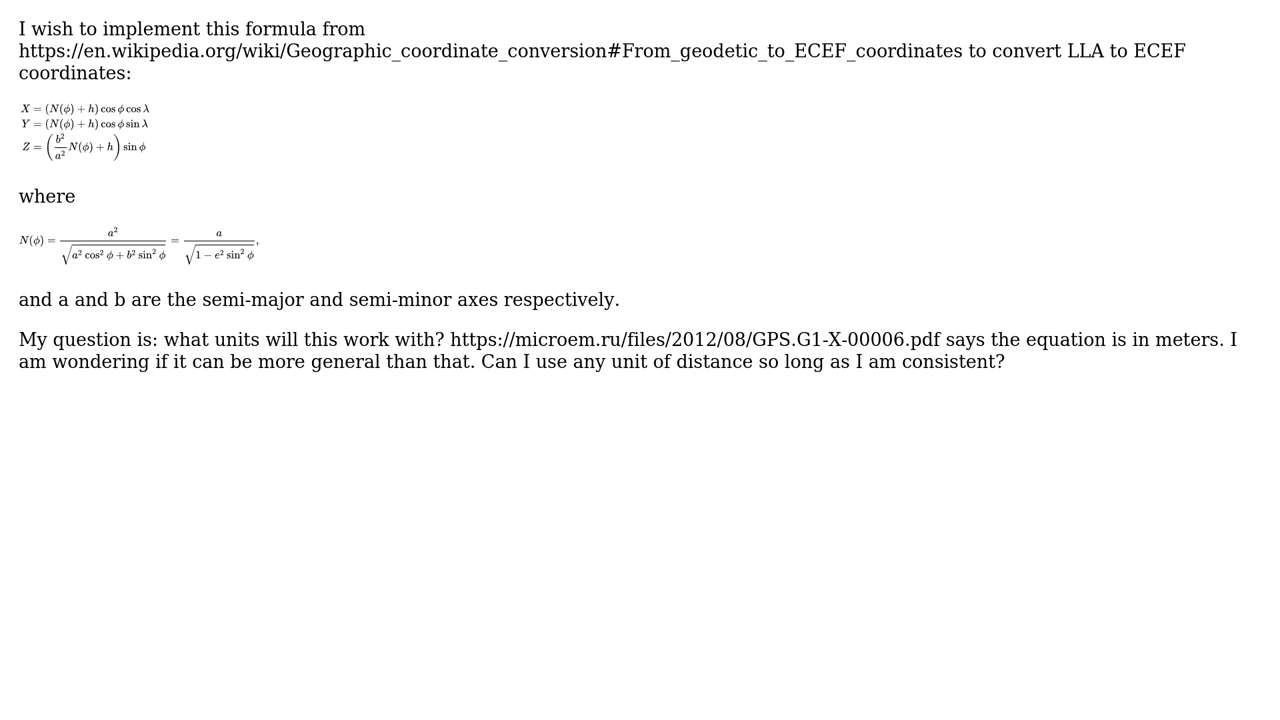 I wish to implement this formula from
https://en.wikipedia.org/wiki/Geographic_coordinate_conversion#From_geodetic_to_ECEF_coordinates to convert LLA to ECEF
coordinates:
X = (N(ϕ) + h) cos ϕ cos λ
Y = (N(ϕ) + h) cos ϕ sin λ
Z = (b²/a² N(ϕ) + h) sin ϕ
where
N(ϕ) = a²/√(a² cos² ϕ + b² sin² ϕ) = a/√(1 − e² sin² ϕ),
and a and b are the semi-major and semi-minor axes respectively.
My question is: what units will this work with? https://microem.ru/files/2012/08/GPS.G1-X-00006.pdf says the equation is in meters. I
am wondering if it can be more general than that. Can I use any unit of distance so long as I am consistent?